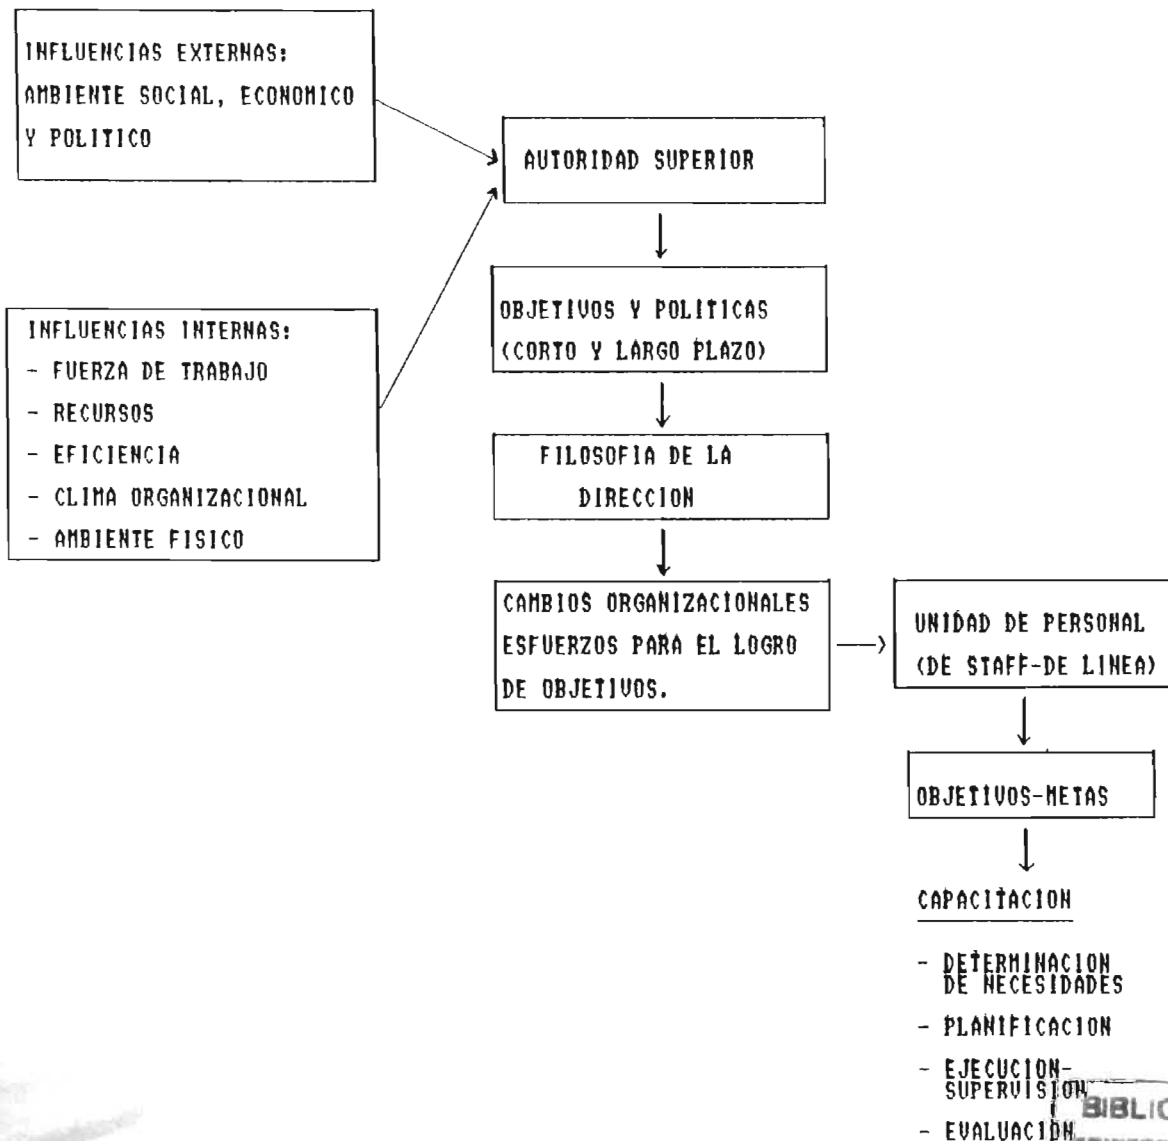 INFLUENCIAS EXTERNAS:
AMBIENTE SOCIAL, ECONOMICO
Y POLITICO
AUTORIDAD SUPERIOR
OBJETIVOS Y POLITICAS
(CORTO Y LARGO PLAZO)
INFLUENCIAS INTERNAS:
- FUERZA DE TRABAJO
- RECURSOS
- EFICIENCIA
- CLIMA ORGANIZACIONAL
- AMBIENTE FISICO
FILOSOFIA DE LA
DIRECCION
CAMBIOS ORGANIZACIONALES
ESFUERZOS PARA EL LOGRO
DE OBJETIVOS.
UNIDAD DE PERSONAL
(DE STAFF-DE LINEA)
OBJETIVOS-METAS
CAPACITACION
- DETERMINACION
DE NECESIDADES
- PLANIFICACION
- EJECUCION-
SUPERVISION
- EVALUACION
BIBLIO